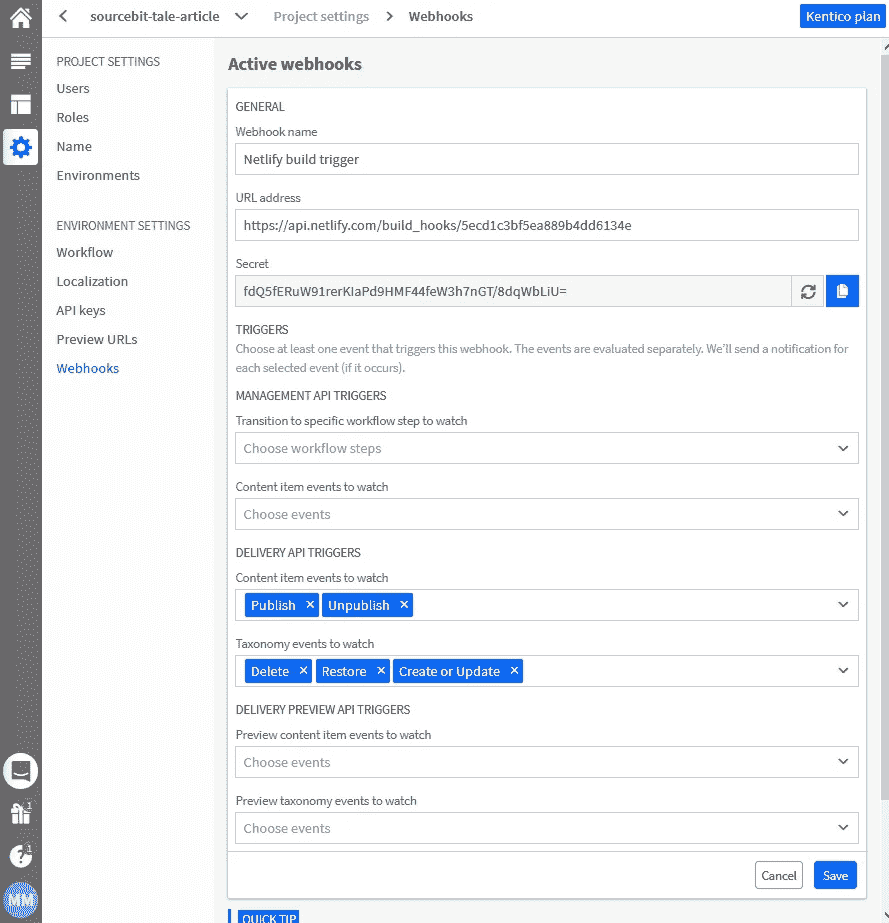 sourcebit-tale-article
Project settings
Webhooks
Kentico plan
PROJECT SETTINGS
Users
Roles
Name
Environments
ENVIRONMENT SETTINGS
Workflow
Localization
API keys
Preview URLs
Webhooks
Active webhooks
GENERAL
Webhook name
Netlify build trigger
URL address
https://api.netlify.com/build_hooks/5ecd1c3bf5ea889b4dd6134e
Secret
fdQ5fERuW91rerKIaPd9HMF44feW3h7nGT/8dqWbLiU=
TRIGGERS
Choose at least one event that triggers this webhook. The events are evaluated separately. We'll send a notification for
each selected event (if it occurs).
MANAGEMENT API TRIGGERS
Transition to specific workflow step to watch
Choose workflow steps
Content item events to watch
Choose events
DELIVERY API TRIGGERS
Content item events to watch
Publish × Unpublish ×
Taxonomy events to watch
Delete × Restore × Create or Update ×
DELIVERY PREVIEW API TRIGGERS
Preview content item events to watch
Choose events
Preview taxonomy events to watch
Choose events
Cancel
Save
QUICK TIP
1
?
1
MM